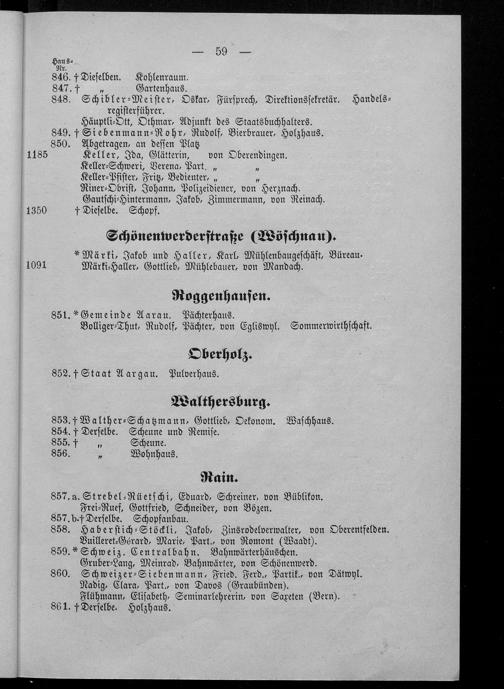 — 59 —
Haus-
Nr.
846. † Dieselben. Kohlenraum.
847. † „ Gartenhaus.
848. Schibler-Meister, Oskar, Fürsprech, Direktionssekretär. Handels-
registerführer.
Häuptli-Ott, Othmar, Adjunkt des Staatsbuchhalters.
849. † Siebenmann-Rohr, Rudolf, Bierbrauer, Holzhaus.
850. Abgetragen, an dessen Platz
1185 Keller, Ida, Glätterin, von Oberendingen.
Keller-Schweri, Verena, Part. „ „
Keller-Pfister, Fritz, Bedienter, „ „
Riner-Obrist, Johann, Polizeidiener, von Herznach.
Gautschi-Hintermann, Jakob, Zimmermann, von Reinach.
1350 † Dieselbe. Schopf.
Schönenwerderstraße (Wöschnau).
* Märki, Jakob und Haller, Karl, Mühlenbaugeschäft, Büreau.
1091 Märki-Haller, Gottlieb, Mühlebauer, von Mandach.
Roggenhausen.
851. * Gemeinde Aarau. Pächterhaus.
Bolliger-Thut, Rudolf, Pächter, von Egliswyl. Sommerwirthschaft.
Oberholz.
852. † Staat Aargau. Pulverhaus.
Walthersburg.
853. † Walther-Schatzmann, Gottlieb, Oekonom. Waschhaus.
854. † Derselbe. Scheune und Remise.
855. † „ Scheune.
856. „ Wohnhaus.
Rain.
857. a. Strebel-Rüetschi, Eduard, Schreiner, von Büblikon.
Frei-Ruef, Gottfried, Schneider, von Bözen.
857. b. † Derselbe. Schopfanbau.
858. Haberstich-Stöckli, Jakob, Zinsrodelverwalter, von Oberentfelden.
Vuilleret-Gérard, Marie, Part., von Romont (Waadt).
859. * Schweiz. Centralbahn. Bahnwärterhäuschen.
Gruber-Lang, Meinrad, Bahnwärter, von Schönenwerd.
860. Schweizer-Siebenmann, Fried. Ferd., Partik., von Dätwyl.
Nadig, Clara, Part., von Davos (Graubünden).
Flühmann, Elisabeth, Seminarlehrerin, von Saxeten (Bern).
861. † Derselbe. Holzhaus.